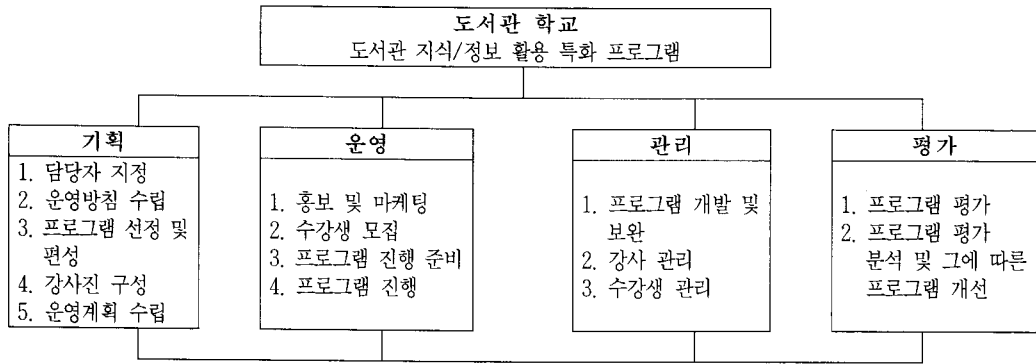 도서관 학교
도서관 지식/정보 활용 특화 프로그램
기획
1. 담당자 지정
2. 운영방침 수립
3. 프로그램 선정 및
편성
4. 강사진 구성
5. 운영계획 수립
운영
1. 홍보 및 마케팅
2. 수강생 모집
3. 프로그램 진행 준비
4. 프로그램 진행
관리
1. 프로그램 개발 및
보완
2. 강사 관리
3. 수강생 관리
평가
1. 프로그램 평가
2. 프로그램 평가
분석 및 그에 따른
프로그램 개선